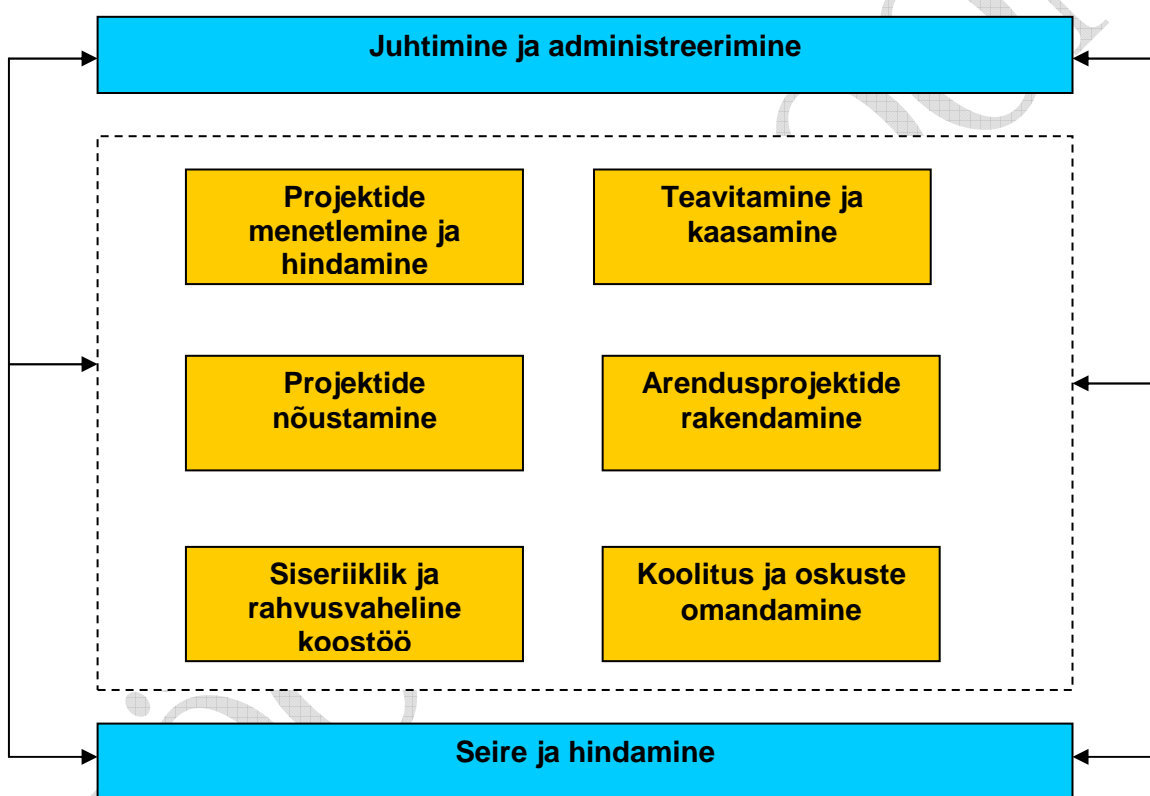 Juhtimine ja administreerimine
Projektide
menetlemine ja
hindamine
Teavitamine ja
kaasamine
Projektide
nõustamine
Arendusprojektide
rakendamine
Siseriiklik ja
rahvusvaheline
koostöö
Koolitus ja oskuste
omandamine
Seire ja hindamine